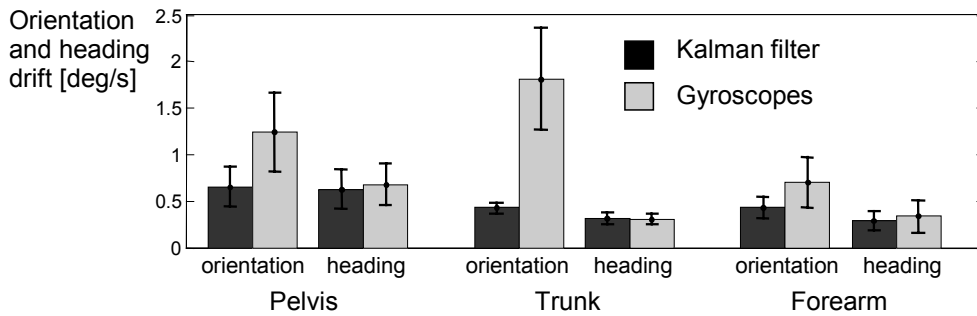 Orientation
and heading
drift [deg/s]
2.5
2
1.5
1
0.5
0
Kalman filter
Gyroscopes
orientation heading orientation heading orientation heading
Pelvis Trunk Forearm